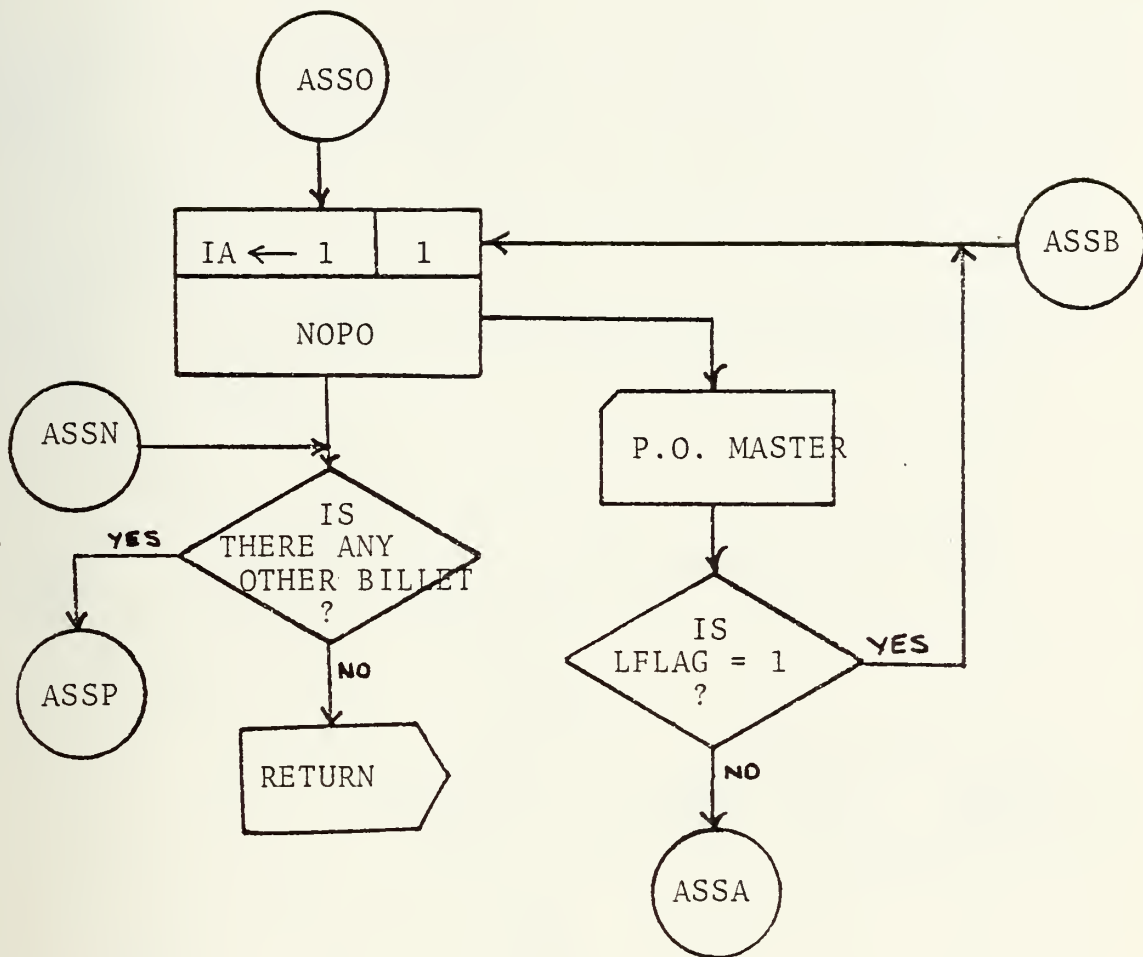 ASSO
IA ← 1
1
ASSB
NOPO
ASSN
P.O. MASTER
IS
THERE ANY
OTHER BILLET
?
YES
NO
ASSP
RETURN
IS
LFLAG = 1
?
YES
NO
ASSA